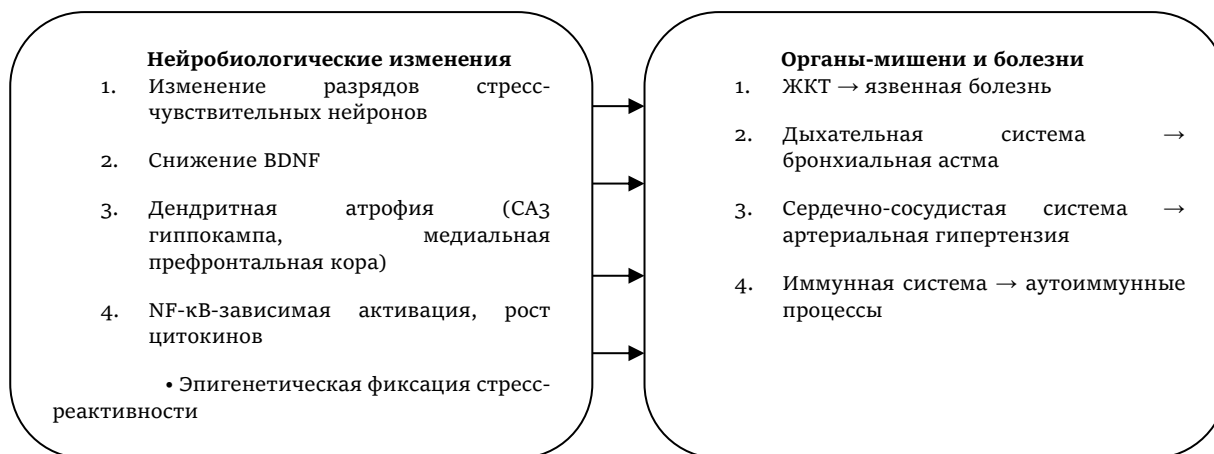 Нейробиологические изменения
1. Изменение разрядов стресс-
чувствительных нейронов
2. Снижение BDNF
3. Дендритная атрофия (CA3
гиппокампа, медиальная
префронтальная кора)
4. NF-κB-зависимая активация, рост
цитокинов
• Эпигенетическая фиксация стресс-
реактивности
Органы-мишени и болезни
1. ЖКТ → язвенная болезнь
2. Дыхательная система →
бронхиальная астма
3. Сердечно-сосудистая система →
артериальная гипертензия
4. Иммунная система → аутоиммунные
процессы